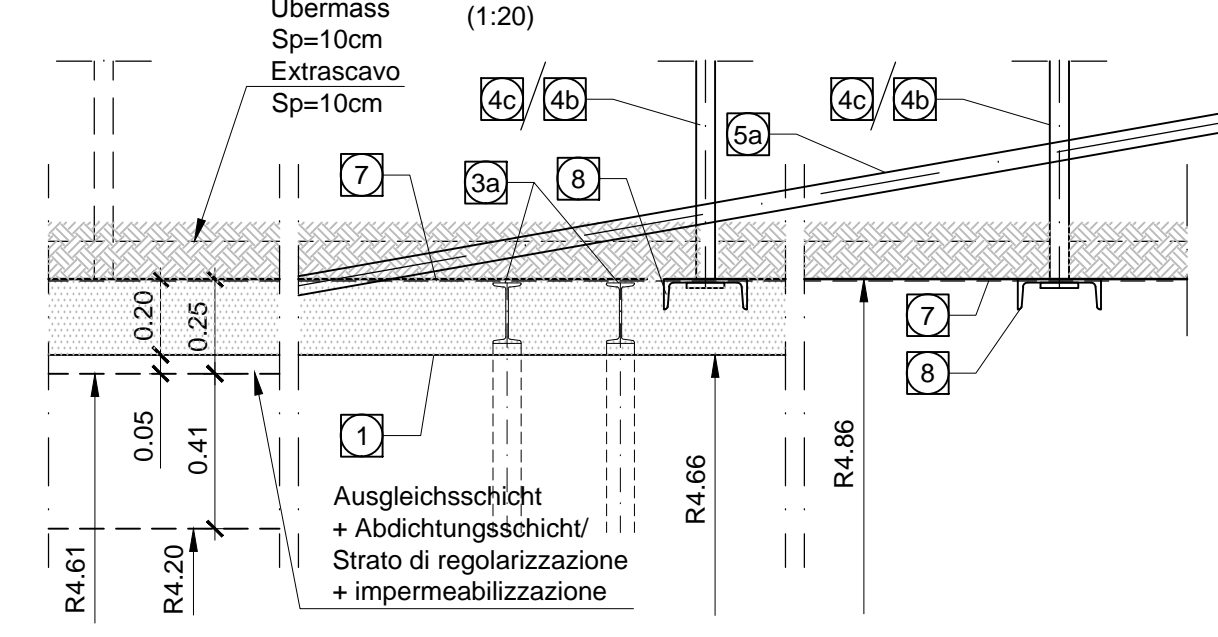 Übermass
Sp=10cm
Extrascavo
Sp=10cm
(1:20)
4c / 4b
4c / 4b
5a
7
3a
8
0.20
0.25
7
8
0.05
0.41
1
R4.66
R4.86
Ausgleichsschicht
+ Abdichtungsschicht/
Strato di regolarizzazione
+ impermeabilizzazione
R4.61
R4.20